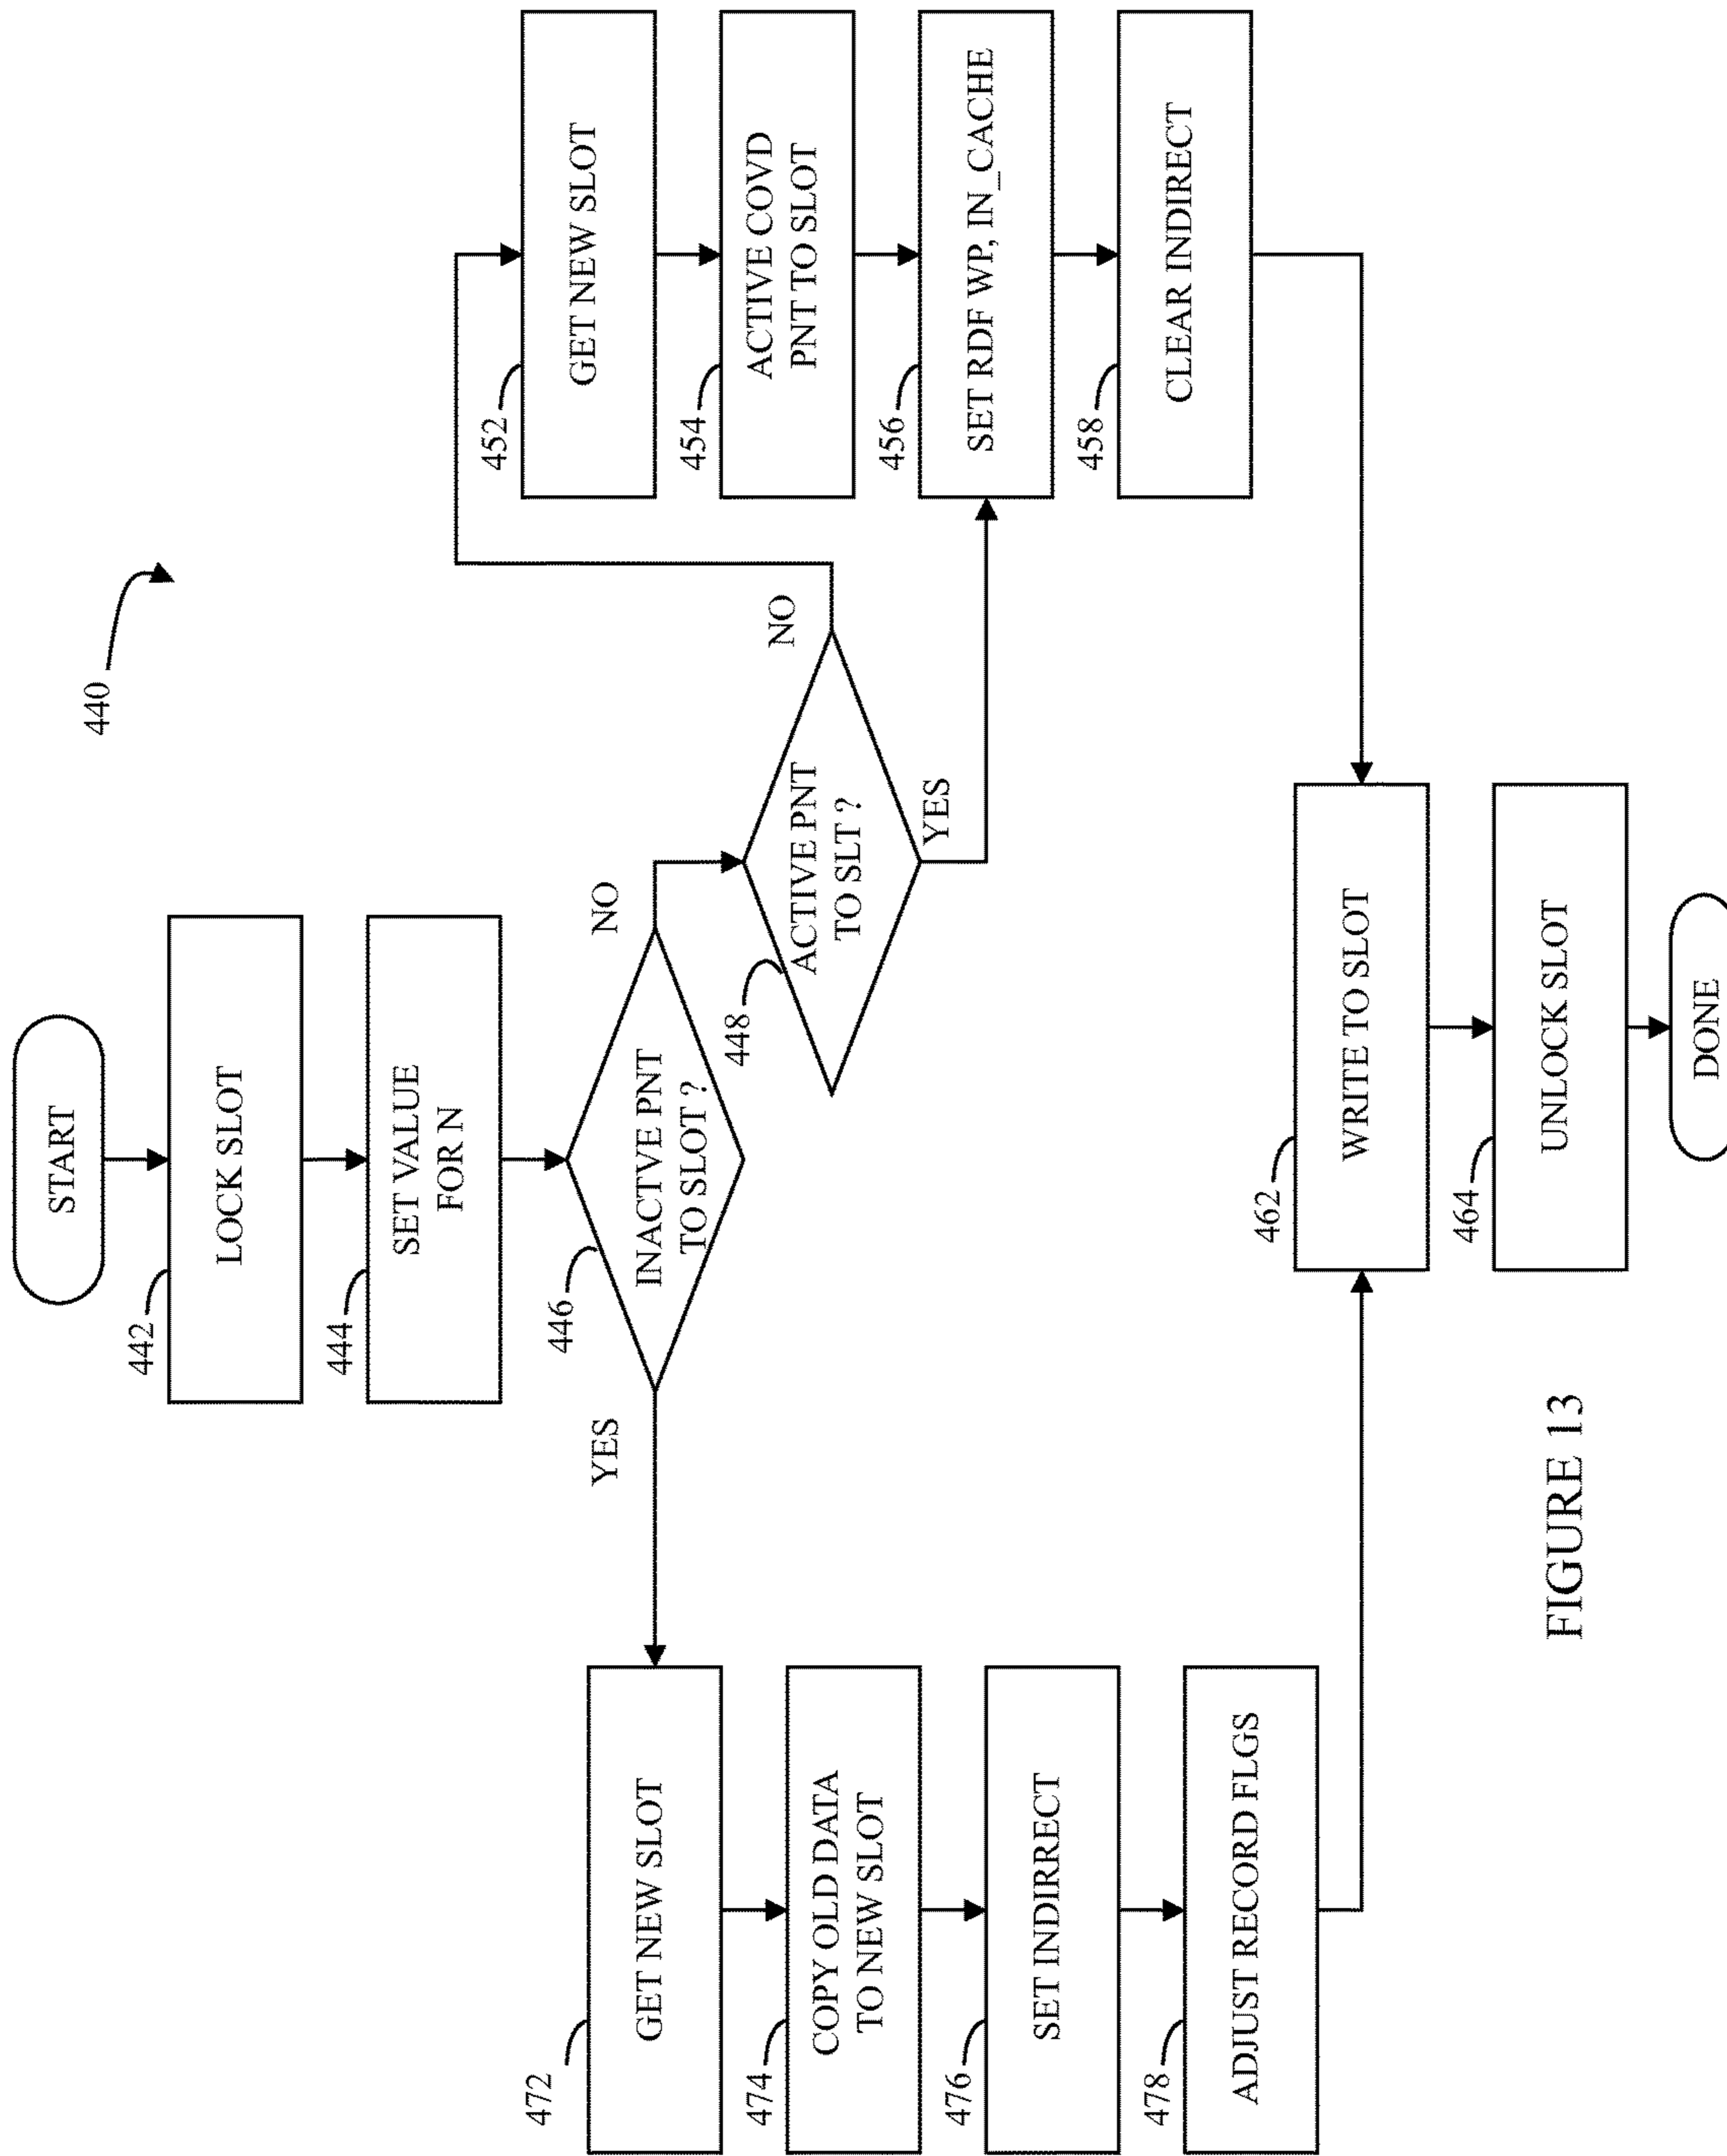 440
START
442
LOCK SLOT
444
SET VALUE
FOR N
446
INACTVE PNT
TO SLOT ?
YES
NO
448
ACTIVE PNT
TO SLT ?
NO
YES
452
GET NEW SLOT
454
ACTIVE COVD
PNT TO SLOT
456
SET RDF WP, IN_CACHE
458
CLEAR INDIRECT
472
GET NEW SLOT
474
COPY OLD DATA
TO NEW SLOT
476
SET INDIRRECT
478
ADJUST RECORD FLGS
462
WRITE TO SLOT
464
UNLOCK SLOT
DONE
FIGURE 13